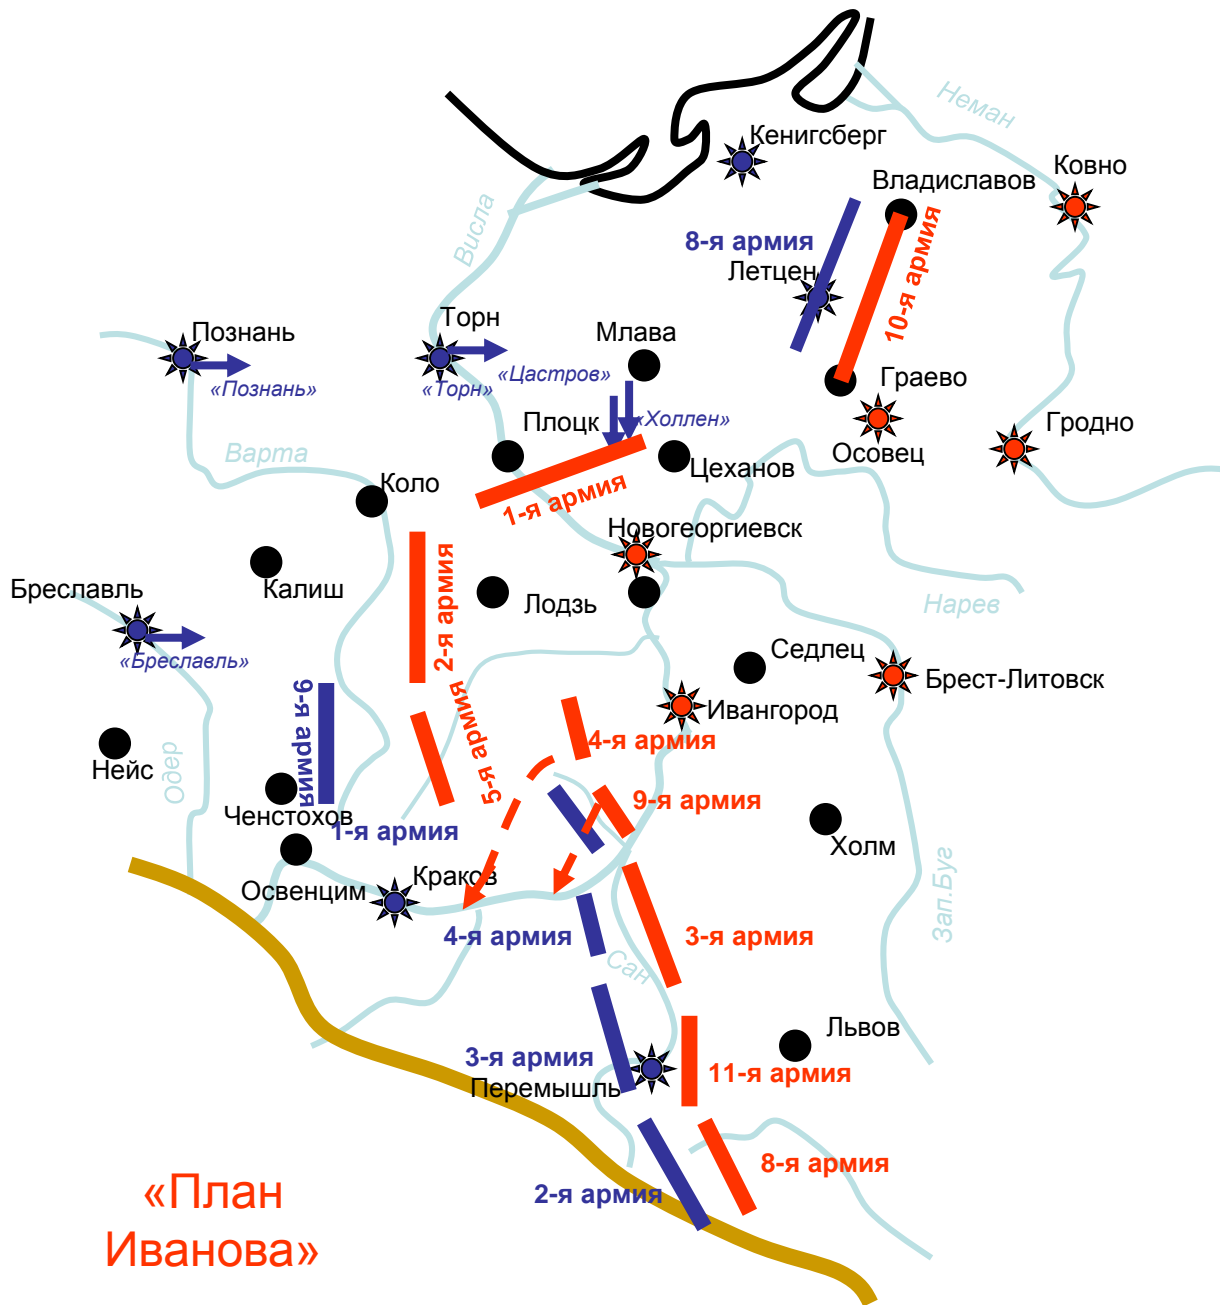 Неман
Кенигсберг
Ковно
Владиславов
Висла
8-я армия
Летцен
10-я армия
Познань
Торн
Млава
«Познань»
«Торн»
«Цастров»
Граево
Плоцк
«Холлен»
Гродно
Осовец
Варта
Коло
Цеханов
1-я армия
Новогеоргиевск
Бреславль
Калиш
Лодзь
2-я армия
Нарев
«Бреславль»
Седлец
Брест-Литовск
9-я армия
5-я армия
Ивангород
4-я армия
Нейс
Одер
Ченстохов
1-я армия
9-я армия
Холм
Освенцим
Краков
Зап.Буг
4-я армия
3-я армия
Сан
Львов
3-я армия
Перемышль
11-я армия
8-я армия
2-я армия
«План
Иванова»